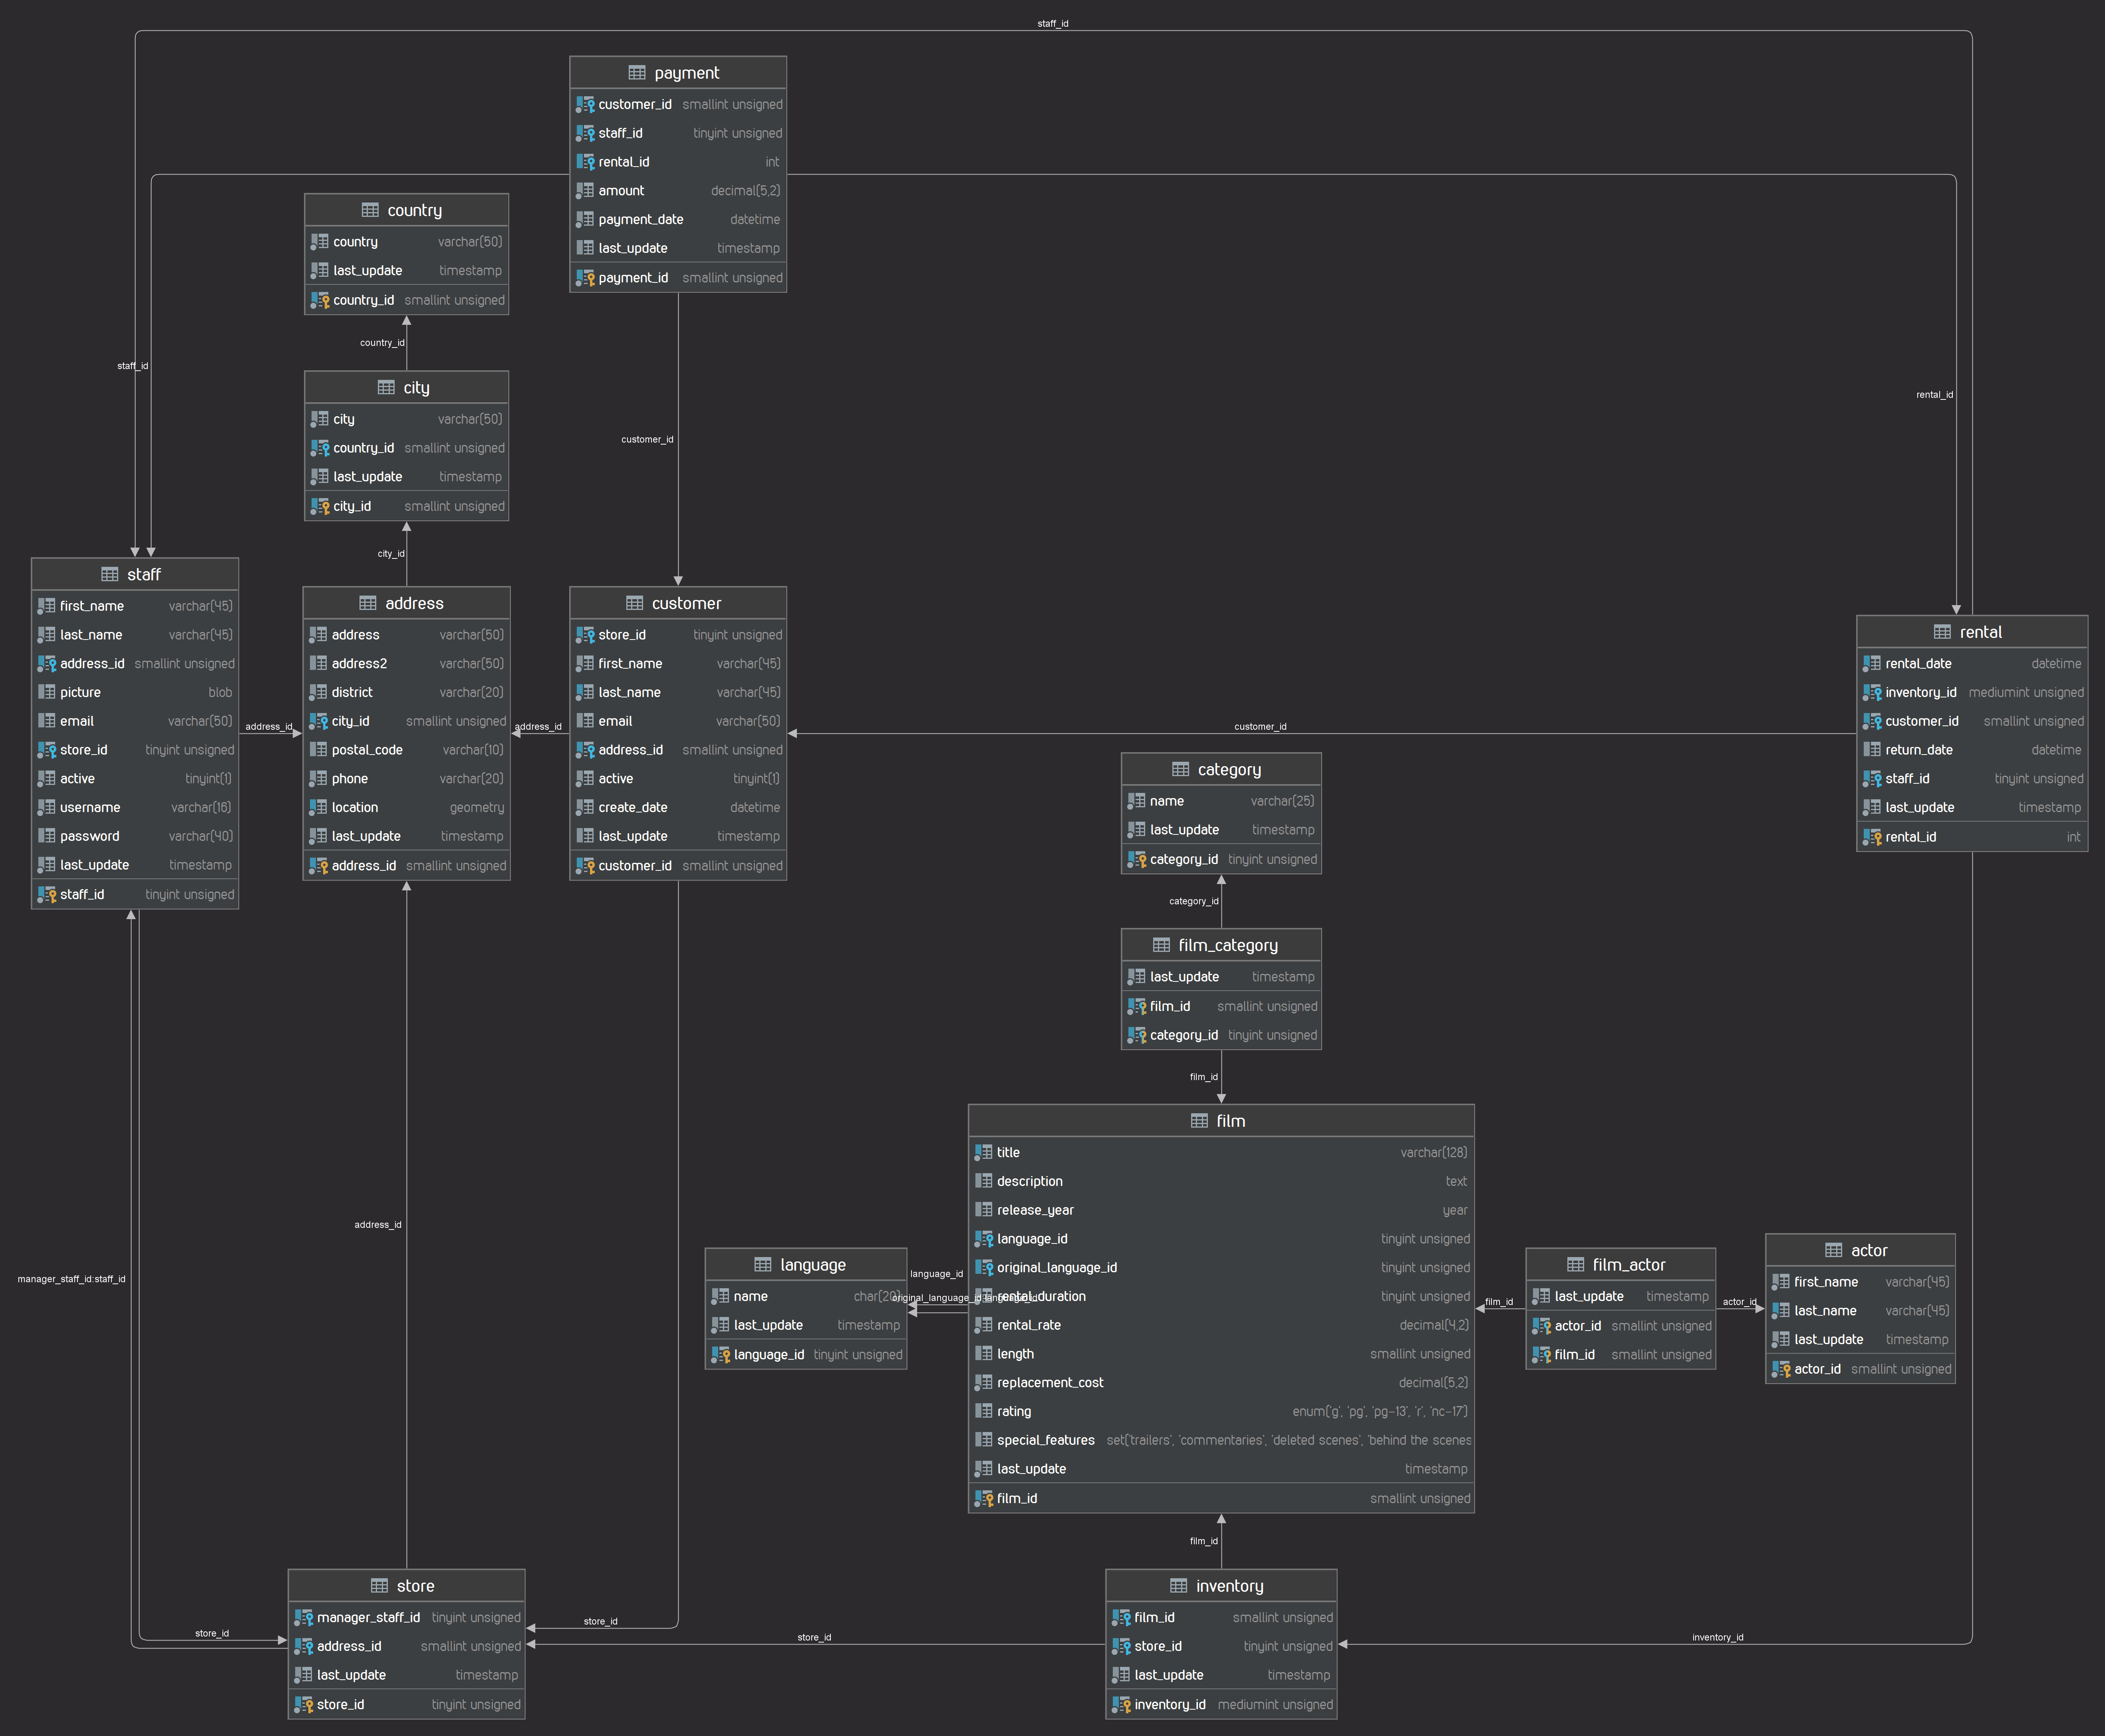 staff_id
payment
customer_id smallint unsigned
staff_id tinyint unsigned
rental_id int
amount decimal(5,2)
payment_date datetime
last_update timestamp
payment_id smallint unsigned
country
country varchar(50)
last_update timestamp
country_id smallint unsigned
country_id
staff_id
rental_id
customer_id
city
city varchar(50)
country_id smallint unsigned
last_update timestamp
city_id smallint unsigned
city_id
staff
first_name varchar(45)
last_name varchar(45)
address_id smallint unsigned
picture blob
email varchar(50)
store_id tinyint unsigned
active tinyint(1)
username varchar(16)
password varchar(40)
last_update timestamp
staff_id tinyint unsigned
address_id
address
address varchar(50)
address2 varchar(50)
district varchar(20)
city_id smallint unsigned
postal_code varchar(10)
phone varchar(20)
location geometry
last_update timestamp
address_id smallint unsigned
address_id
customer
store_id tinyint unsigned
first_name varchar(45)
last_name varchar(45)
email varchar(50)
address_id smallint unsigned
active tinyint(1)
create_date datetime
last_update timestamp
customer_id smallint unsigned
customer_id
rental
rental_date datetime
inventory_id mediumint unsigned
customer_id smallint unsigned
return_date datetime
staff_id tinyint unsigned
last_update timestamp
rental_id int
category
name varchar(25)
last_update timestamp
category_id tinyint unsigned
category_id
film_category
last_update timestamp
film_id smallint unsigned
category_id tinyint unsigned
film_id
film
title varchar(128)
description text
release_year year
language_id tinyint unsigned
original_language_id tinyint unsigned
rental_duration tinyint unsigned
rental_rate decimal(4,2)
length smallint unsigned
replacement_cost decimal(5,2)
rating enum('g', 'pg', 'pg-13', 'r', 'nc-17')
special_features set('trailers', 'commentaries', 'deleted scenes', 'behind the scenes
last_update timestamp
film_id smallint unsigned
language
name char(20)
last_update timestamp
language_id tinyint unsigned
language_id
original_language_id:language_id
film_id
film_actor
last_update timestamp
actor_id smallint unsigned
film_id smallint unsigned
actor_id
actor
first_name varchar(45)
last_name varchar(45)
last_update timestamp
actor_id smallint unsigned
address_id
manager_staff_id:staff_id
film_id
store
manager_staff_id tinyint unsigned
address_id smallint unsigned
last_update timestamp
store_id tinyint unsigned
store_id
store_id
store_id
inventory
film_id smallint unsigned
store_id tinyint unsigned
last_update timestamp
inventory_id mediumint unsigned
inventory_id